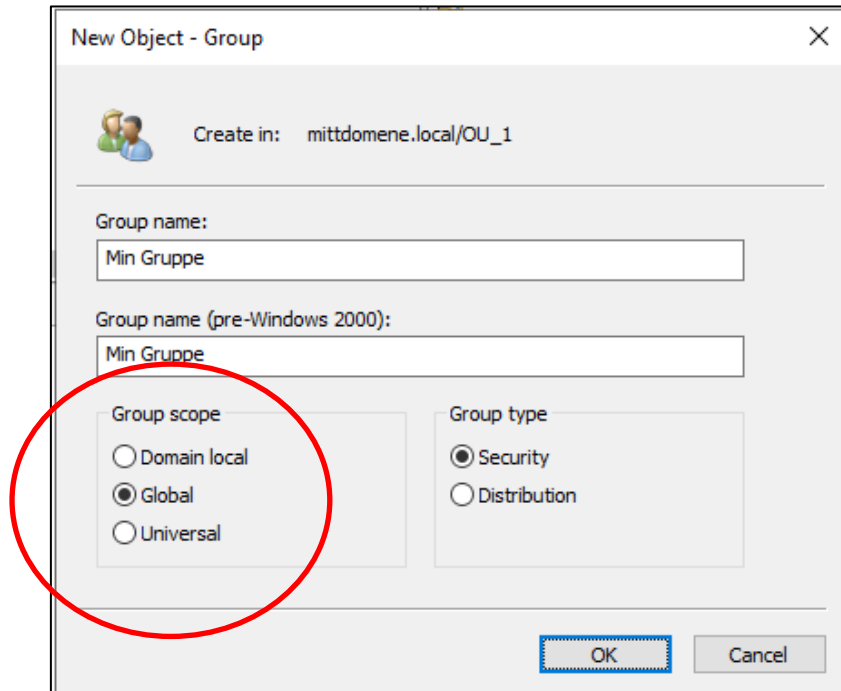 New Object - Group
Create in: mittdomene.local/OU_1
Group name:
Min Gruppe
Group name (pre-Windows 2000):
Min Gruppe
Group scope
Domain local
Global
Universal
Group type
Security
Distribution
OK Cancel